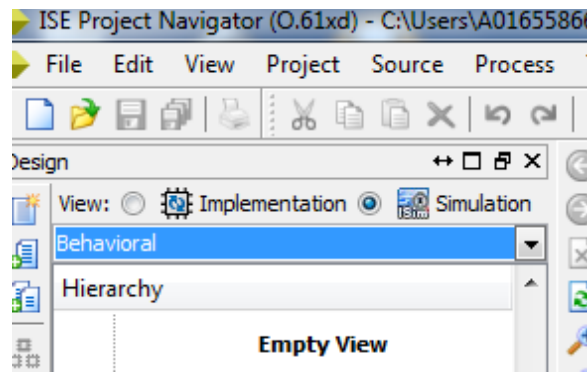 ISE Project Navigator (O.61xd) - C:\Users\A0165586
File Edit View Project Source Process
Design
View: Implementation Simulation
Behavioral
Hierarchy
Empty View